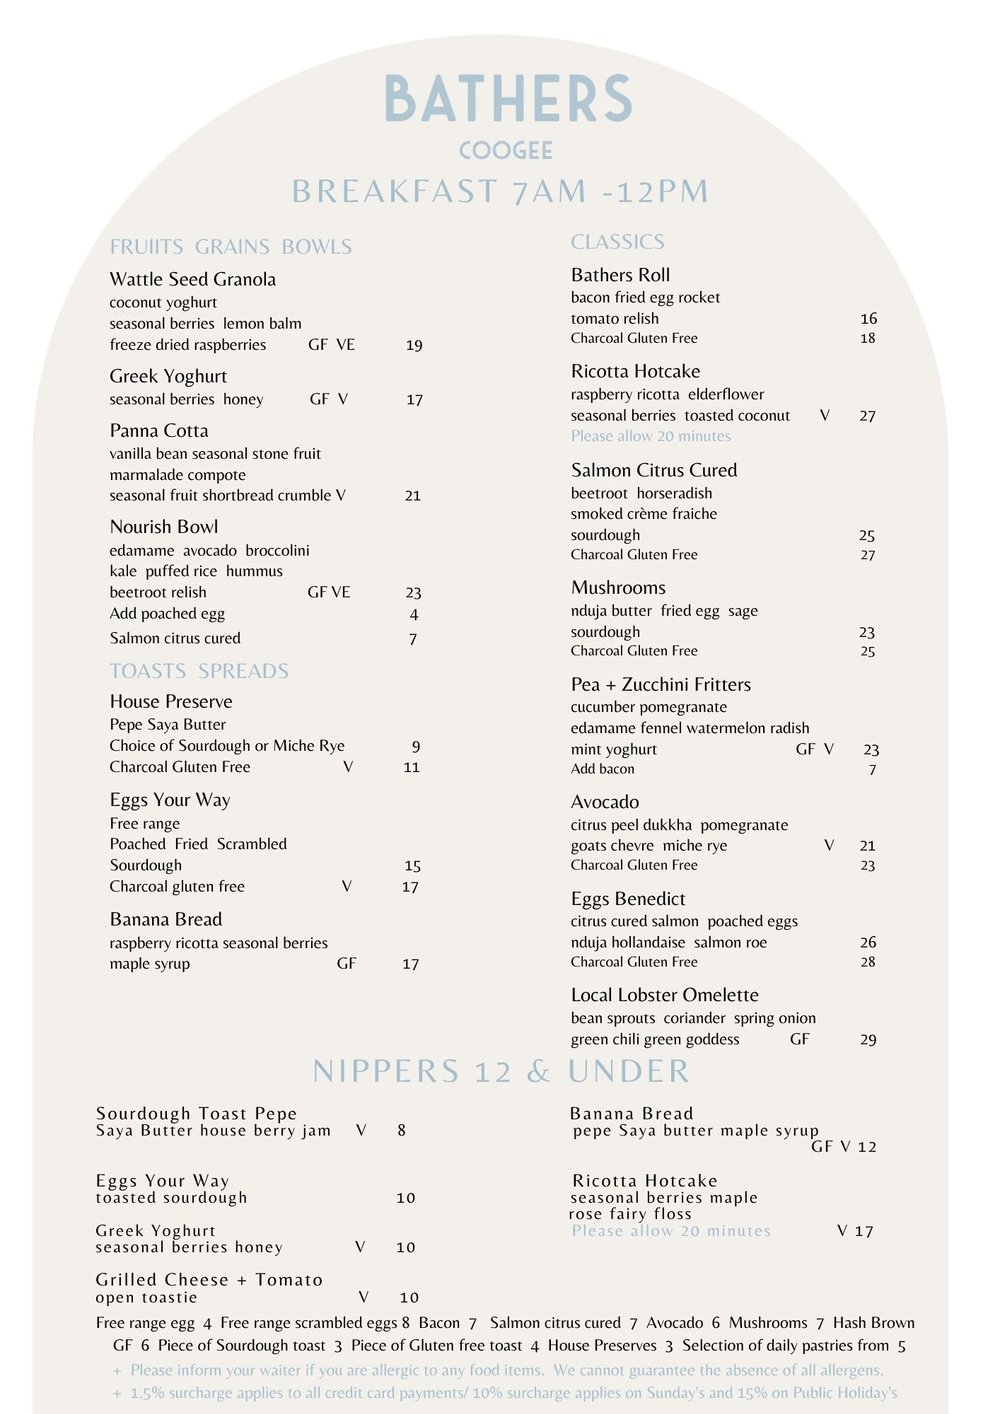 BATHERS
COOGEE
BREAKFAST 7AM -12PM
FRUIITS GRAINS BOWLS
Wattle Seed Granola
coconut yoghurt
seasonal berries lemon balm
freeze dried raspberries GF VE 19
Greek Yoghurt
seasonal berries honey GF V 17
Panna Cotta
vanilla bean seasonal stone fruit
marmalade compote
seasonal fruit shortbread crumble V 21
Nourish Bowl
edamame avocado broccolini
kale puffed rice hummus
beetroot relish GF VE 23
Add poached egg 4
Salmon citrus cured 7
TOASTS SPREADS
House Preserve
Pepe Saya Butter
Choice of Sourdough or Miche Rye 9
Charcoal Gluten Free V 11
Eggs Your Way
Free range
Poached Fried Scrambled
Sourdough 15
Charcoal gluten free V 17
Banana Bread
raspberry ricotta seasonal berries
maple syrup GF 17
CLASSICS
Bathers Roll
bacon fried egg rocket
tomato relish 16
Charcoal Gluten Free 18
Ricotta Hotcake
raspberry ricotta elderflower
seasonal berries toasted coconut V 27
Please allow 20 minutes
Salmon Citrus Cured
beetroot horseradish
smoked crème fraiche
sourdough 25
Charcoal Gluten Free 27
Mushrooms
nduja butter fried egg sage
sourdough 23
Charcoal Gluten Free 25
Pea + Zucchini Fritters
cucumber pomegranate
edamame fennel watermelon radish
mint yoghurt GF V 23
Add bacon 7
Avocado
citrus peel dukkha pomegranate
goats chevre miche rye V 21
Charcoal Gluten Free 23
Eggs Benedict
citrus cured salmon poached eggs
nduja hollandaise salmon roe 26
Charcoal Gluten Free 28
Local Lobster Omelette
bean sprouts coriander spring onion
green chili green goddess GF 29
NIPPERS 12 & UNDER
Sourdough Toast Pepe
Saya Butter house berry jam V 8
Eggs Your Way
toasted sourdough 10
Greek Yoghurt
seasonal berries honey V 10
Grilled Cheese + Tomato
open toastie V 10
Banana Bread
pepe Saya butter maple syrup
GF V 12
Ricotta Hotcake
seasonal berries maple
rose fairy floss
Please allow 20 minutes V 17
Free range egg 4 Free range scrambled eggs 8 Bacon 7 Salmon citrus cured 7 Avocado 6 Mushrooms 7 Hash Brown
GF 6 Piece of Sourdough toast 3 Piece of Gluten free toast 4 House Preserves 3 Selection of daily pastries from 5
+ Please inform your waiter if you are allergic to any food items. We cannot guarantee the absence of all allergens.
+ 1.5% surcharge applies to all credit card payments/ 10% surcharge applies on Sunday's and 15% on Public Holiday's